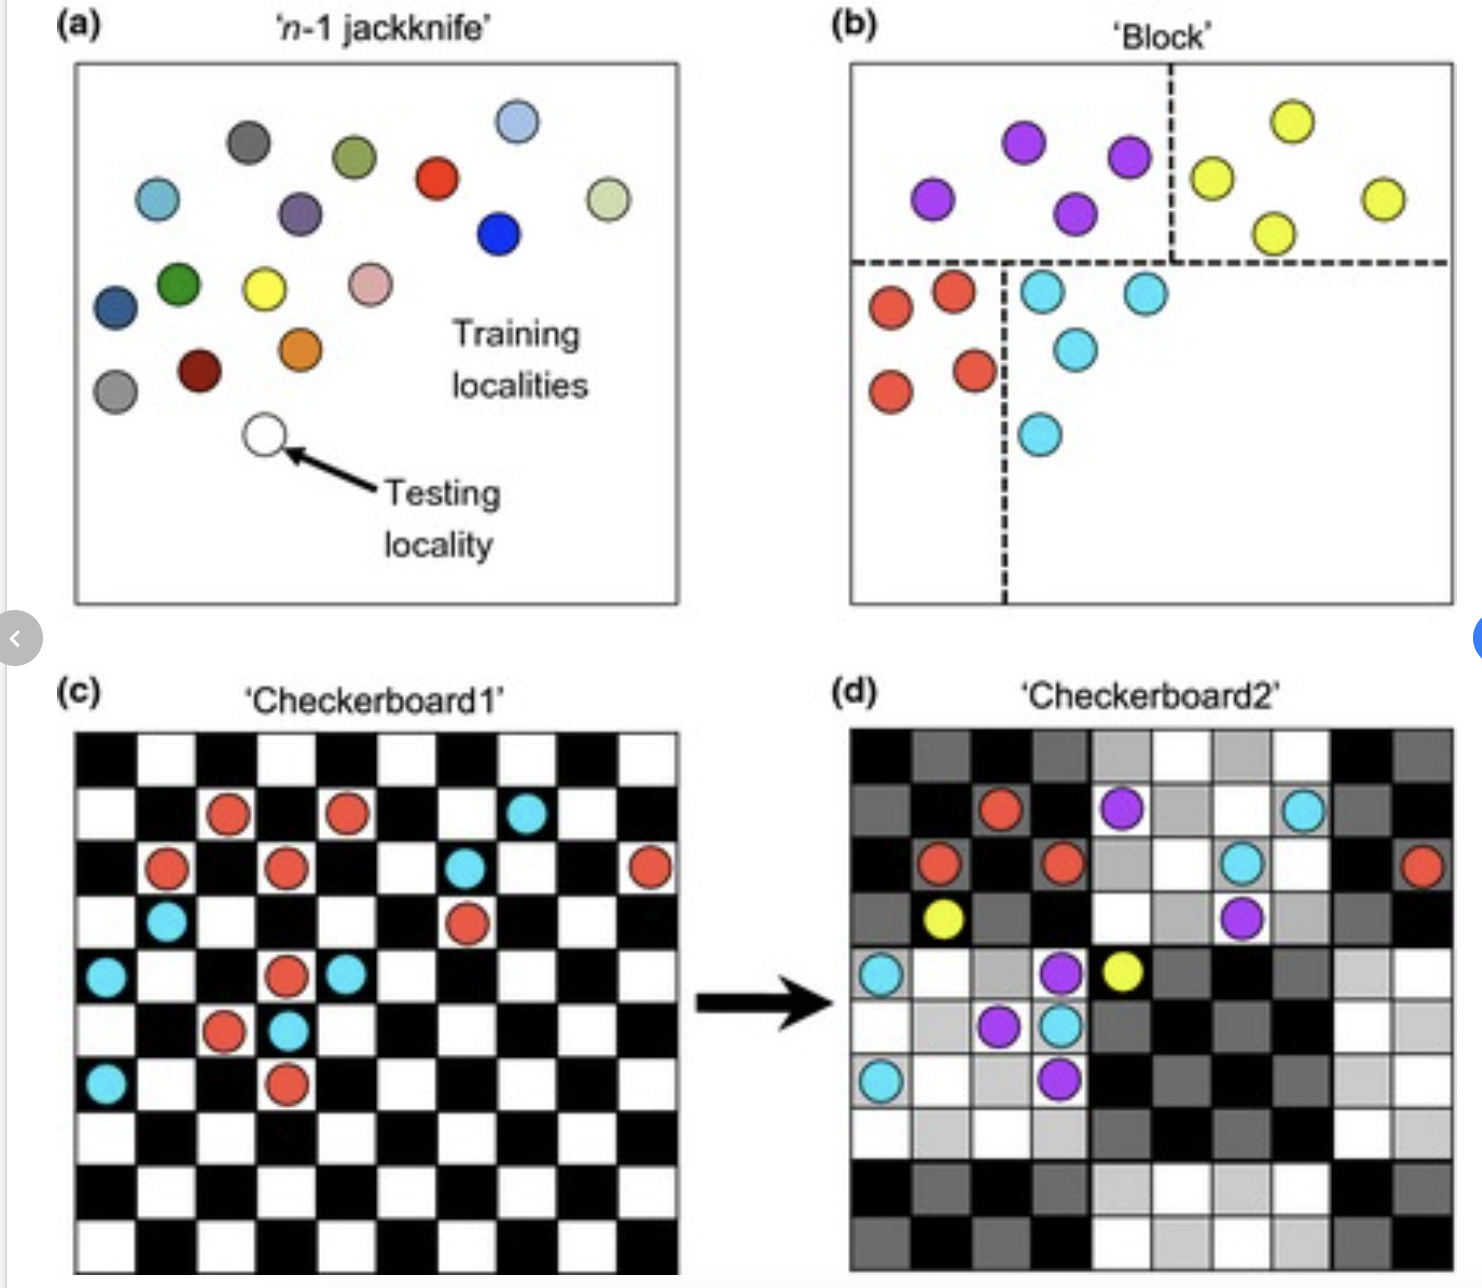 (a)
‘n-1 jackknife’
Training
localities
Testing
locality
(b)
‘Block’
(c)
‘Checkerboard1’
(d)
‘Checkerboard2’